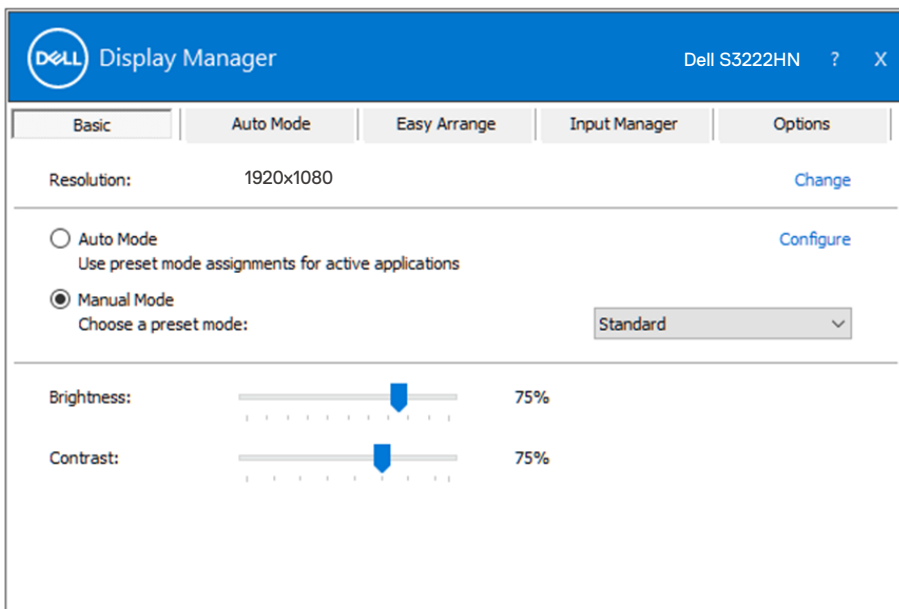 DELL Display Manager Dell S3222HN ? X
Basic Auto Mode Easy Arrange Input Manager Options
Resolution: 1920x1080 Change
Auto Mode Configure
Use preset mode assignments for active applications
Manual Mode
Choose a preset mode: Standard
Brightness: 75%
Contrast: 75%